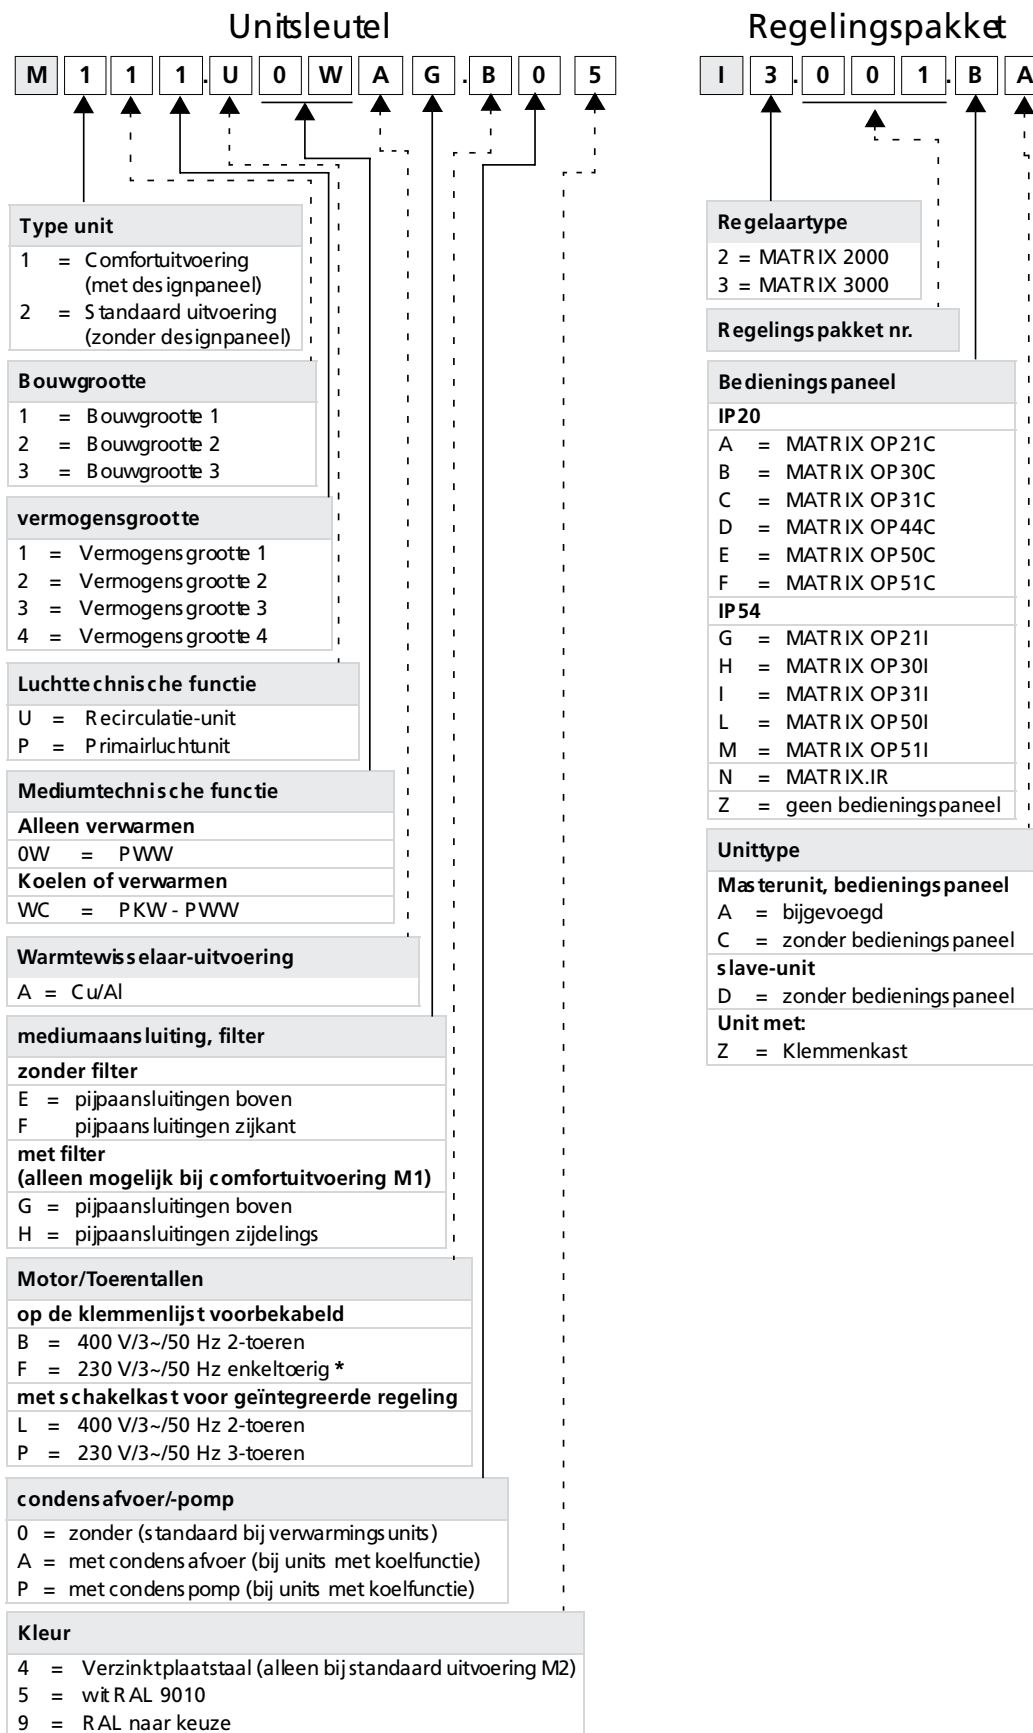 Unitsleutel
M 1 1 1 . U 0 W A G . B 0 5
Type unit
1 = Comfortuitvoering
(met designpaneel)
2 = Standaard uitvoering
(zonder designpaneel)
Bouwgrootte
1 = Bouwgrootte 1
2 = Bouwgrootte 2
3 = Bouwgrootte 3
vermogensgrootte
1 = Vermogensgrootte 1
2 = Vermogensgrootte 2
3 = Vermogensgrootte 3
4 = Vermogensgrootte 4
Luchttechnische functie
U = Recirculatie-unit
P = Primairluchtunit
Mediumtechnische functie
Alleen verwarmen
0W = PWW
Koelen of verwarmen
WC = PKW - PWW
Warmtewisselaar-uitvoering
A = Cu/Al
mediumaansluiting, filter
zonder filter
E = pijpaansluitingen boven
F pijpaansluitingen zijkant
met filter
(alleen mogelijk bij comfortuitvoering M1)
G = pijpaansluitingen boven
H = pijpaansluitingen zijdelings
Motor/Toerentallen
op de klemmenlijst voorbekabeld
B = 400 V/3~/50 Hz 2-toeren
F = 230 V/3~/50 Hz enkeltoerig *
met schakelkast voor geïntegreerde regeling
L = 400 V/3~/50 Hz 2-toeren
P = 230 V/3~/50 Hz 3-toeren
condensafvoer/-pomp
0 = zonder (standaard bij verwarmingsunits)
A = met condensafvoer (bij units met koelfunctie)
P = met condenspomp (bij units met koelfunctie)
Kleur
4 = Verzinkt plaatstaal (alleen bij standaard uitvoering M2)
5 = wit RAL 9010
9 = RAL naar keuze
Regelingspakket
I 3 . 0 0 1 . B A
Regelaartype
2 = MATRIX 2000
3 = MATRIX 3000
Regelingspakket nr.
Bedieningspaneel
IP20
A = MATRIX OP21C
B = MATRIX OP30C
C = MATRIX OP31C
D = MATRIX OP44C
E = MATRIX OP50C
F = MATRIX OP51C
IP54
G = MATRIX OP21I
H = MATRIX OP30I
I = MATRIX OP31I
L = MATRIX OP50I
M = MATRIX OP51I
N = MATRIX.IR
Z = geen bedieningspaneel
Unittype
Masterunit, bedieningspaneel
A = bijgevoegd
C = zonder bedieningspaneel
slave-unit
D = zonder bedieningspaneel
Unit met:
Z = Klemmenkast